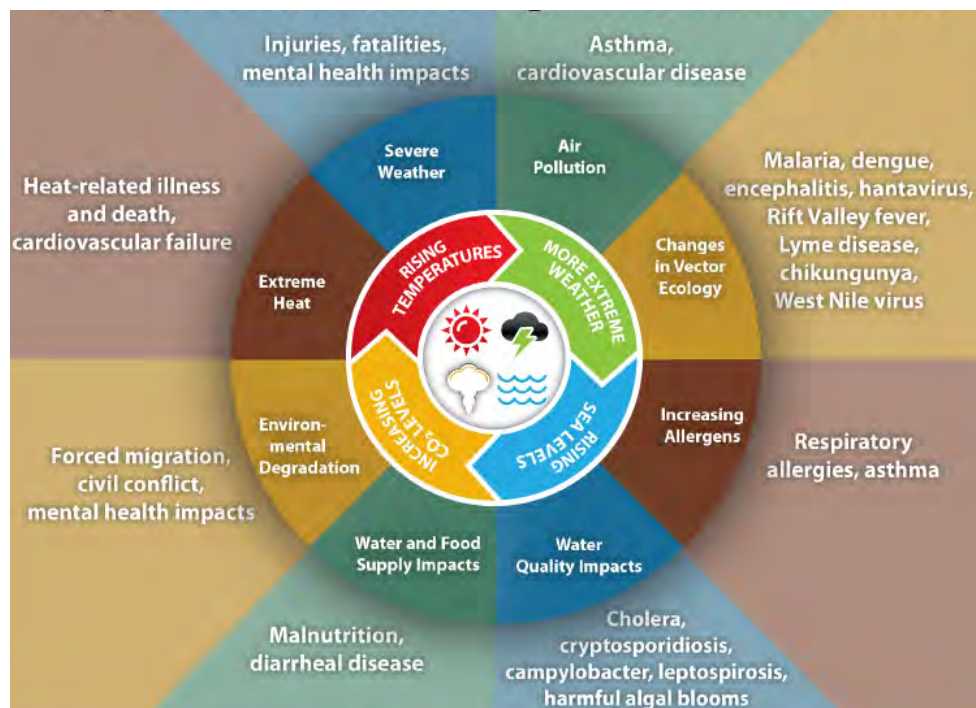 Injuries, fatalities,
mental health impacts
Asthma,
cardiovascular disease
Severe
Weather
Air
Pollution
Heat-related illness
and death,
cardiovascular failure
Malaria, dengue,
encephalitis, hantavirus,
Rift Valley fever,
Lyme disease,
chikungunya,
West Nile virus
Extreme
Heat
RISING
TEMPERATURES
MORE EXTREME
WEATHER
Changes
in Vector
Ecology
Environ-
mental
Degradation
INCREASING
CO₂ LEVELS
RISING
SEA LEVELS
Increasing
Allergens
Forced migration,
civil conflict,
mental health impacts
Respiratory
allergies, asthma
Water and Food
Supply Impacts
Water
Quality Impacts
Malnutrition,
diarrheal disease
Cholera,
cryptosporidiosis,
campylobacter, leptospirosis,
harmful algal blooms